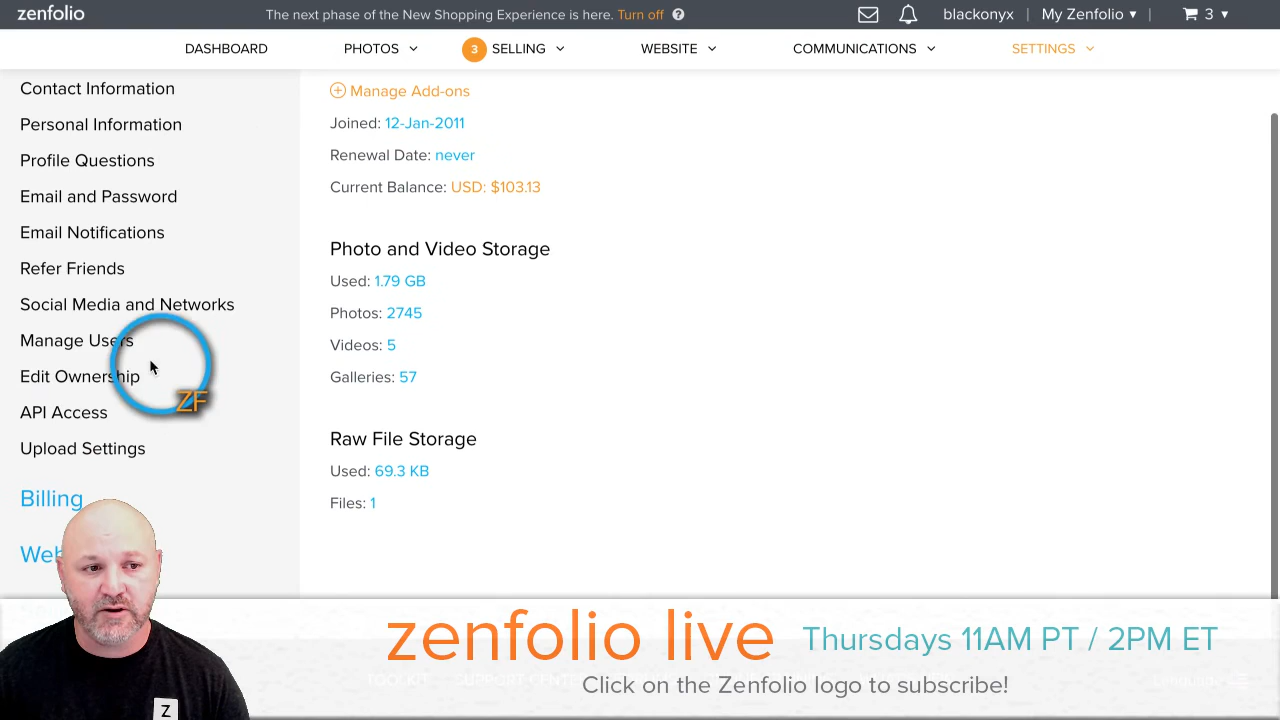 zenfolio
The next phase of the New Shopping Experience is here. Turn off ?
blackonyx | My Zenfolio ▾ | 3 ▾
DASHBOARD PHOTOS 3 SELLING WEBSITE COMMUNICATIONS SETTINGS
Contact Information
Personal Information
Profile Questions
Email and Password
Email Notifications
Refer Friends
Social Media and Networks
Manage Users
Edit Ownership
API Access
Upload Settings
Billing
Manage Add-ons
Joined: 12-Jan-2011
Renewal Date: never
Current Balance: USD: $103.13
Photo and Video Storage
Used: 1.79 GB
Photos: 2745
Videos: 5
Galleries: 57
Raw File Storage
Used: 69.3 KB
Files: 1
ZF
zenfolio live
Thursdays 11AM PT / 2PM ET
Click on the Zenfolio logo to subscribe!
Z